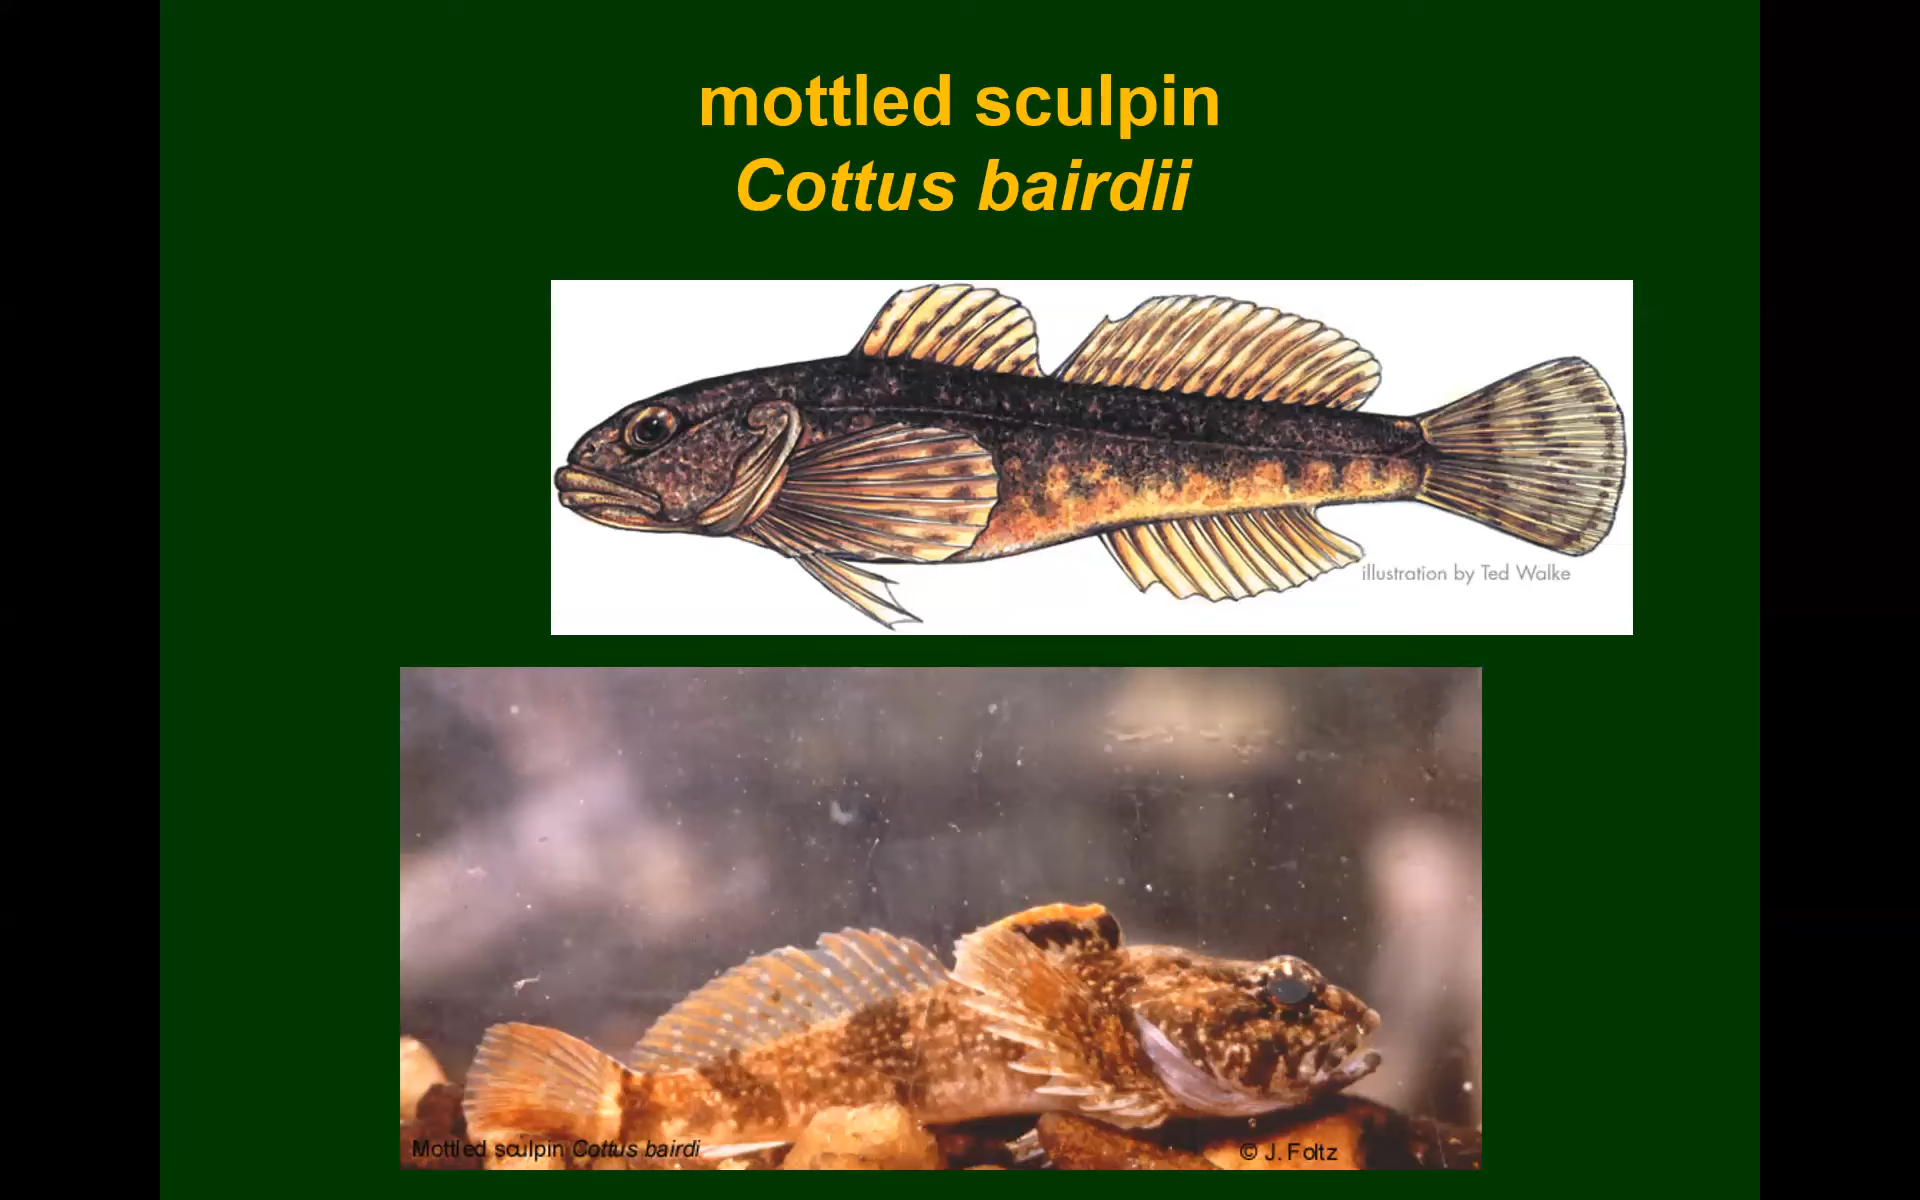 mottled sculpin
Cottus bairdii
illustration by Ted Walke
Mottled sculpin Cottus bairdi
© J. Foltz